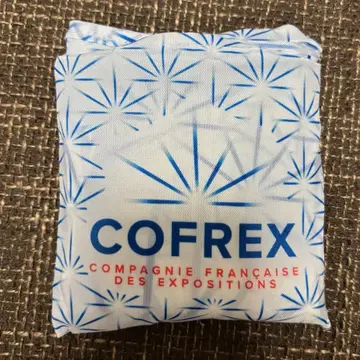 COFREX
COMPAGNIE FRANÇAISE
DES EXPOSITIONS